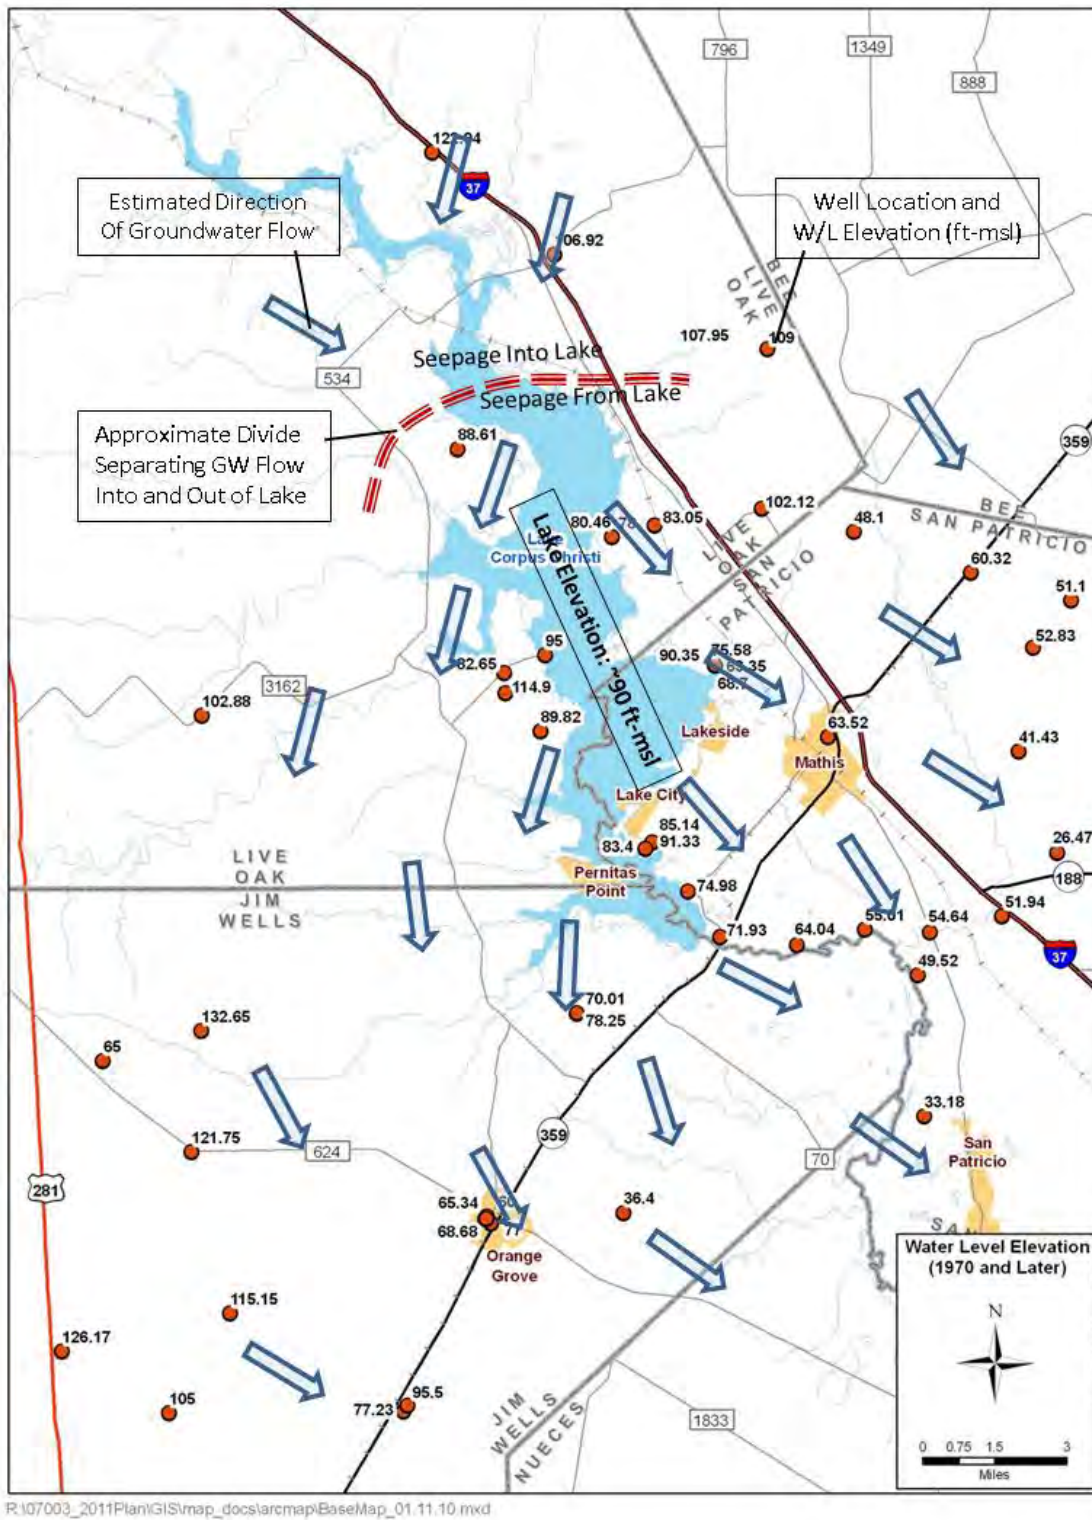 796
1349
888
122.94
37
Estimated Direction
Of Groundwater Flow
Well Location and
W/L Elevation (ft-msl)
BEE
LIVE
OAK
107.95
109
Seepage Into Lake
534
Seepage From Lake
Approximate Divide
Separating GW Flow
Into and Out of Lake
88.61
359
102.12
BEE
SAN PATRICIO
80.46
83.05
48.1
Corpus Christi
LIVE
OAK
SAN
PATRICIO
60.32
51.1
52.83
Lake Elevation: ~90 ft-msl
95
82.65
114.9
90.35
75.58
63.35
68.7
3162
102.88
89.82
Lakeside
63.52
Mathis
41.43
Lake City
85.14
91.33
83.4
26.47
188
LIVE
OAK
JIM
WELLS
Pernitas
Point
74.98
71.93
64.04
55.01
54.64
51.94
37
49.52
70.01
78.25
132.65
65
33.18
359
121.75
624
70
San
Patricio
281
65.34
68.68
36.4
Orange
Grove
115.15
126.17
105
95.5
77.23
JIM
WELLS
NUECES
1833
Water Level Elevation
(1970 and Later)
N
0 0.75 1.5 3
Miles
R:\07003_2011Plan\GIS\map_docs\arcmap\BaseMap_01.11.10.mxd